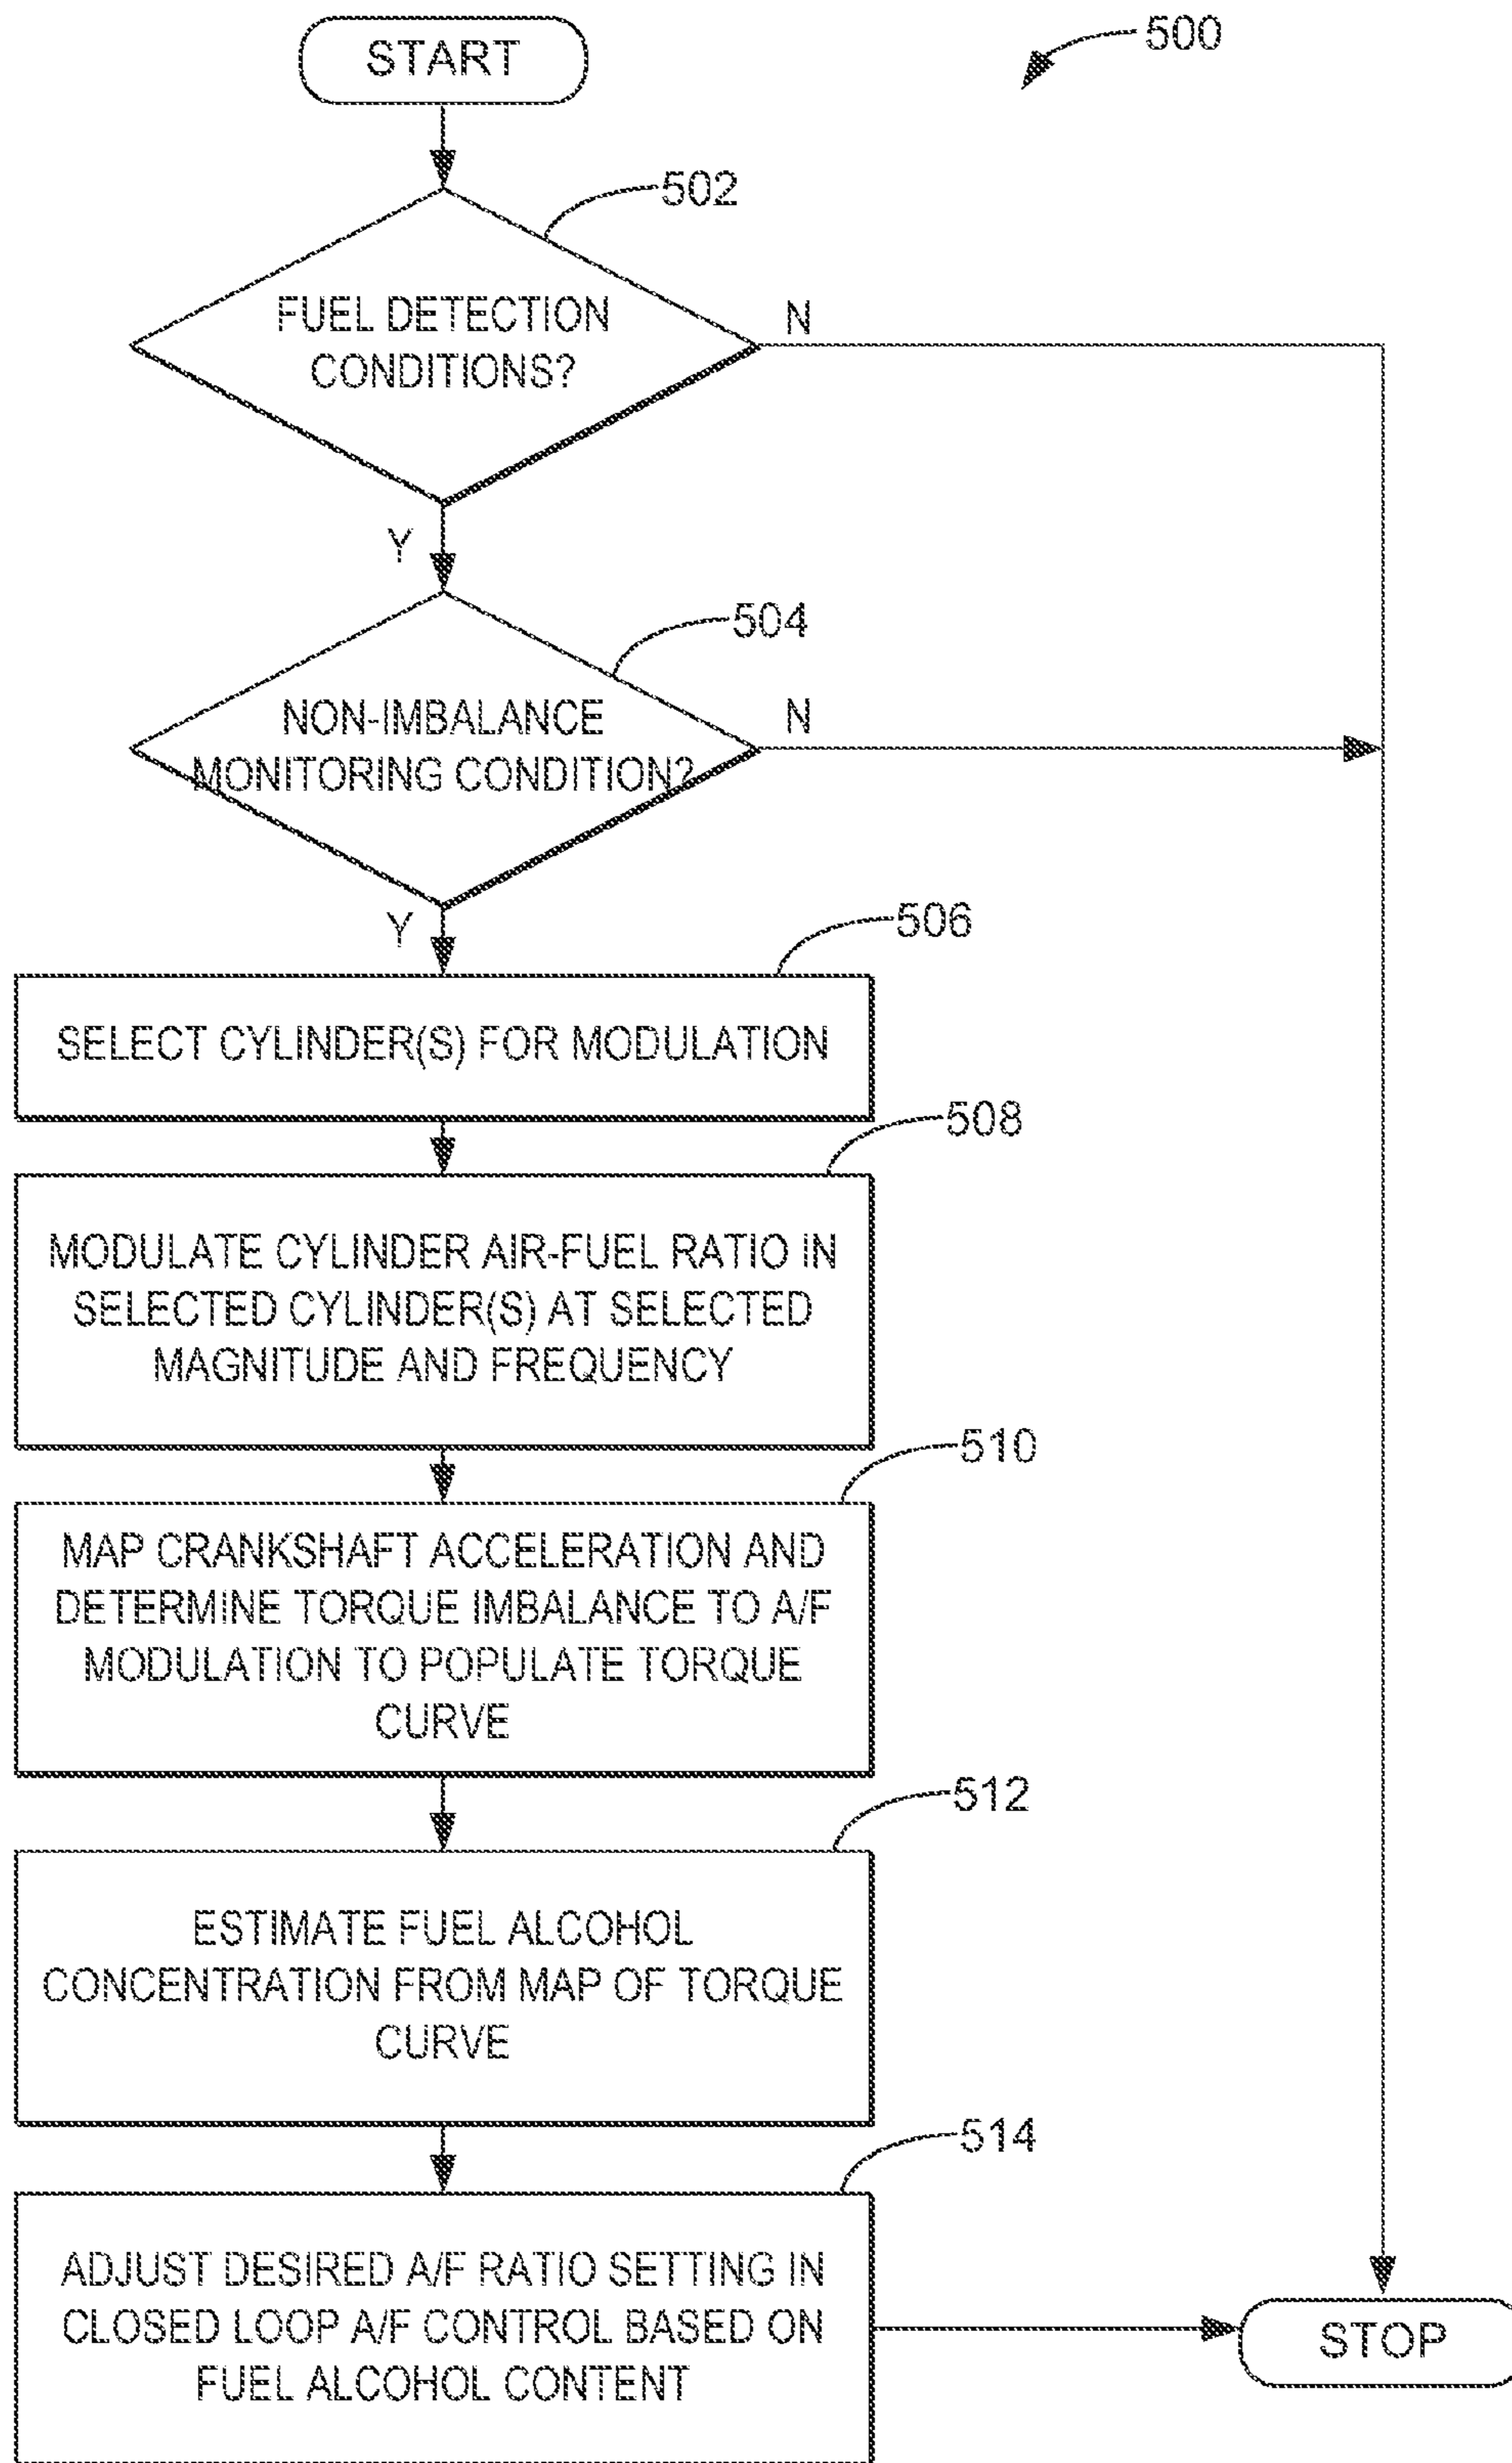 START
500
502
FUEL DETECTION
CONDITIONS?
N
Y
504
NON-IMBALANCE
MONITORING CONDITION?
N
Y
506
SELECT CYLINDER(S) FOR MODULATION
508
MODULATE CYLINDER AIR-FUEL RATIO IN
SELECTED CYLINDER(S) AT SELECTED
MAGNITUDE AND FREQUENCY
510
MAP CRANKSHAFT ACCELERATION AND
DETERMINE TORQUE IMBALANCE TO A/F
MODULATION TO POPULATE TORQUE
CURVE
512
ESTIMATE FUEL ALCOHOL
CONCENTRATION FROM MAP OF TORQUE
CURVE
514
ADJUST DESIRED A/F RATIO SETTING IN
CLOSED LOOP A/F CONTROL BASED ON
FUEL ALCOHOL CONTENT
STOP